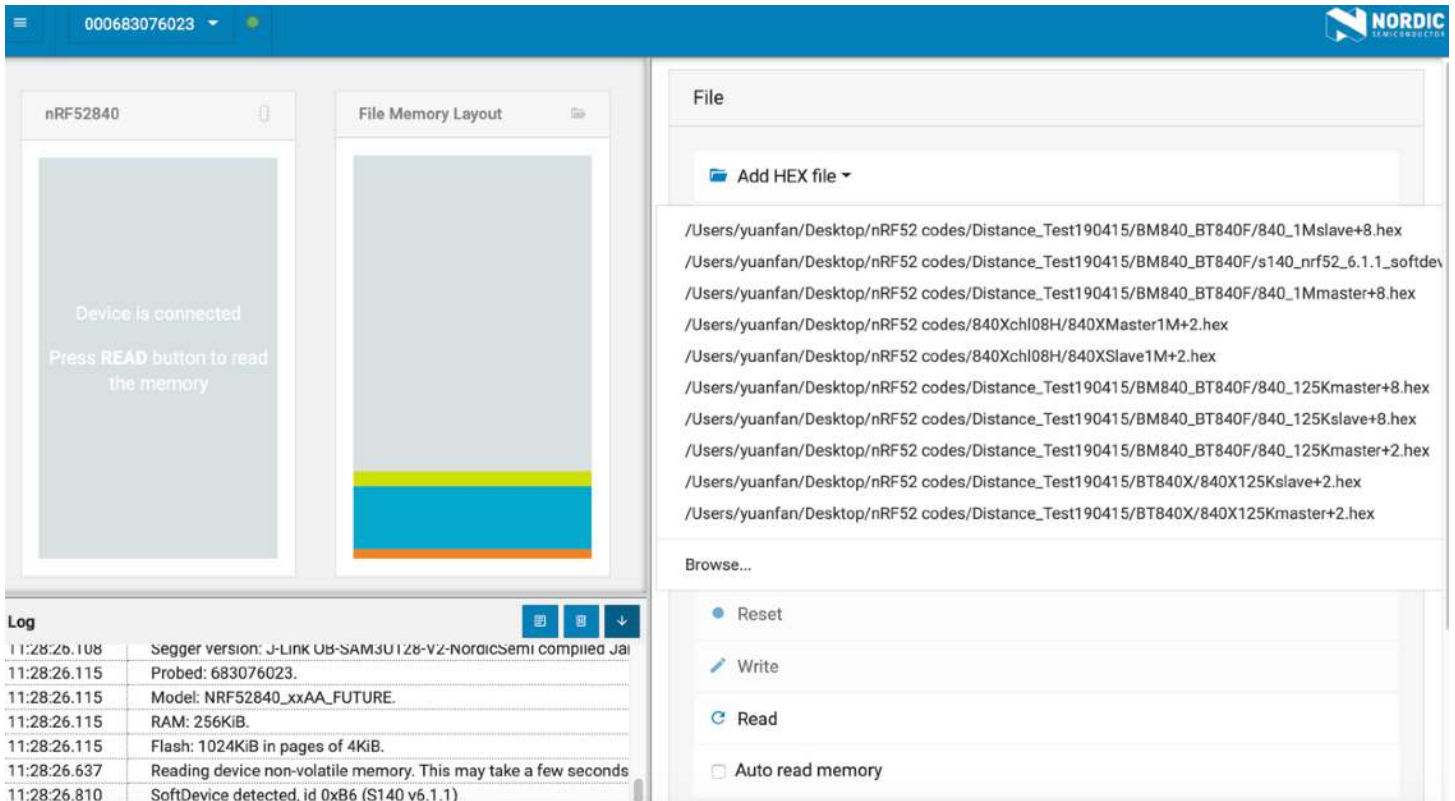 000683076023
NORDIC
SEMICONDUCTOR
nRF52840
Device is connected
Press READ button to read
the memory
File Memory Layout
File
Add HEX file
/Users/yuanfan/Desktop/nRF52 codes/Distance_Test190415/BM840_BT840F/840_1Mslave+8.hex
/Users/yuanfan/Desktop/nRF52 codes/Distance_Test190415/BM840_BT840F/s140_nrf52_6.1.1_softdev
/Users/yuanfan/Desktop/nRF52 codes/Distance_Test190415/BM840_BT840F/840_1Mmaster+8.hex
/Users/yuanfan/Desktop/nRF52 codes/840Xchl08H/840XMaster1M+2.hex
/Users/yuanfan/Desktop/nRF52 codes/840Xchl08H/840XSlave1M+2.hex
/Users/yuanfan/Desktop/nRF52 codes/Distance_Test190415/BM840_BT840F/840_125Kmaster+8.hex
/Users/yuanfan/Desktop/nRF52 codes/Distance_Test190415/BM840_BT840F/840_125Kslave+8.hex
/Users/yuanfan/Desktop/nRF52 codes/Distance_Test190415/BM840_BT840F/840_125Kmaster+2.hex
/Users/yuanfan/Desktop/nRF52 codes/Distance_Test190415/BT840X/840X125Kslave+2.hex
/Users/yuanfan/Desktop/nRF52 codes/Distance_Test190415/BT840X/840X125Kmaster+2.hex
Browse...
Reset
Write
Read
Auto read memory
Log
11:28:26.108 Segger version: J-Link OB-SAM3U128-V2-NordicSemi compiled Jan
11:28:26.115 Probed: 683076023.
11:28:26.115 Model: NRF52840_xxAA_FUTURE.
11:28:26.115 RAM: 256KiB.
11:28:26.115 Flash: 1024KiB in pages of 4KiB.
11:28:26.637 Reading device non-volatile memory. This may take a few seconds
11:28:26.810 SoftDevice detected, id 0xB6 (S140 v6.1.1)